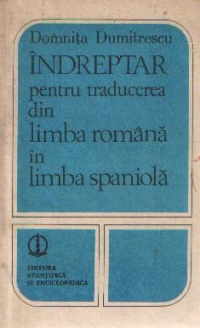 Domnița Dumitrescu
ÎNDREPTAR
pentru traducerea
din
limba română
în
limba spaniolă
EDITURA
ȘTIINȚIFICĂ
ȘI ENCICLOPEDICĂ